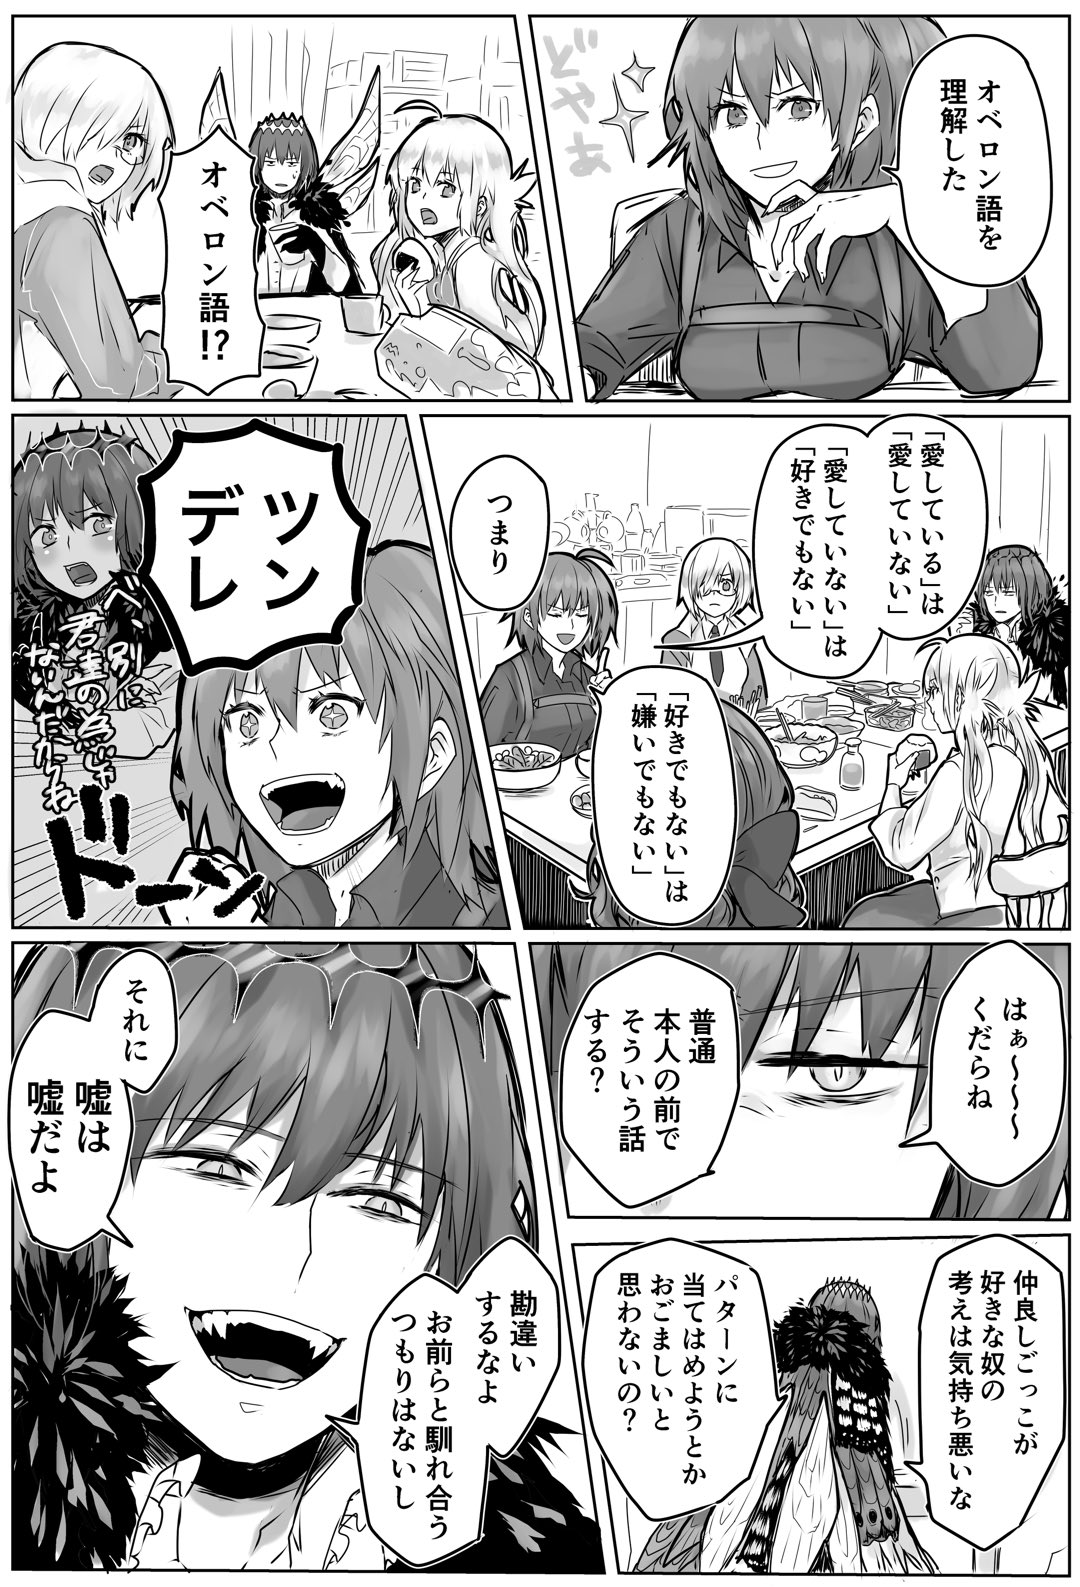 オベロン語を
理解した
どやぁ
オベロン語!?
「愛している」は
「愛していない」
「愛していない」は
「好きでもない」
「好きでもない」は
「嫌いでもない」
つまり
ツン
デレ
べ、別に
君達の為じゃ
ないんだからね
ドーーン
はぁ～～～
くだらね
普通
本人の前で
そういう話
する?
仲良しごっこが
好きな奴の
考えは気持ち悪いな
パターンに
当てはめようとか
おごましいと
思わないの?
それに
嘘は
嘘だよ
勘違い
するなよ
お前らと馴れ合う
つもりはないし